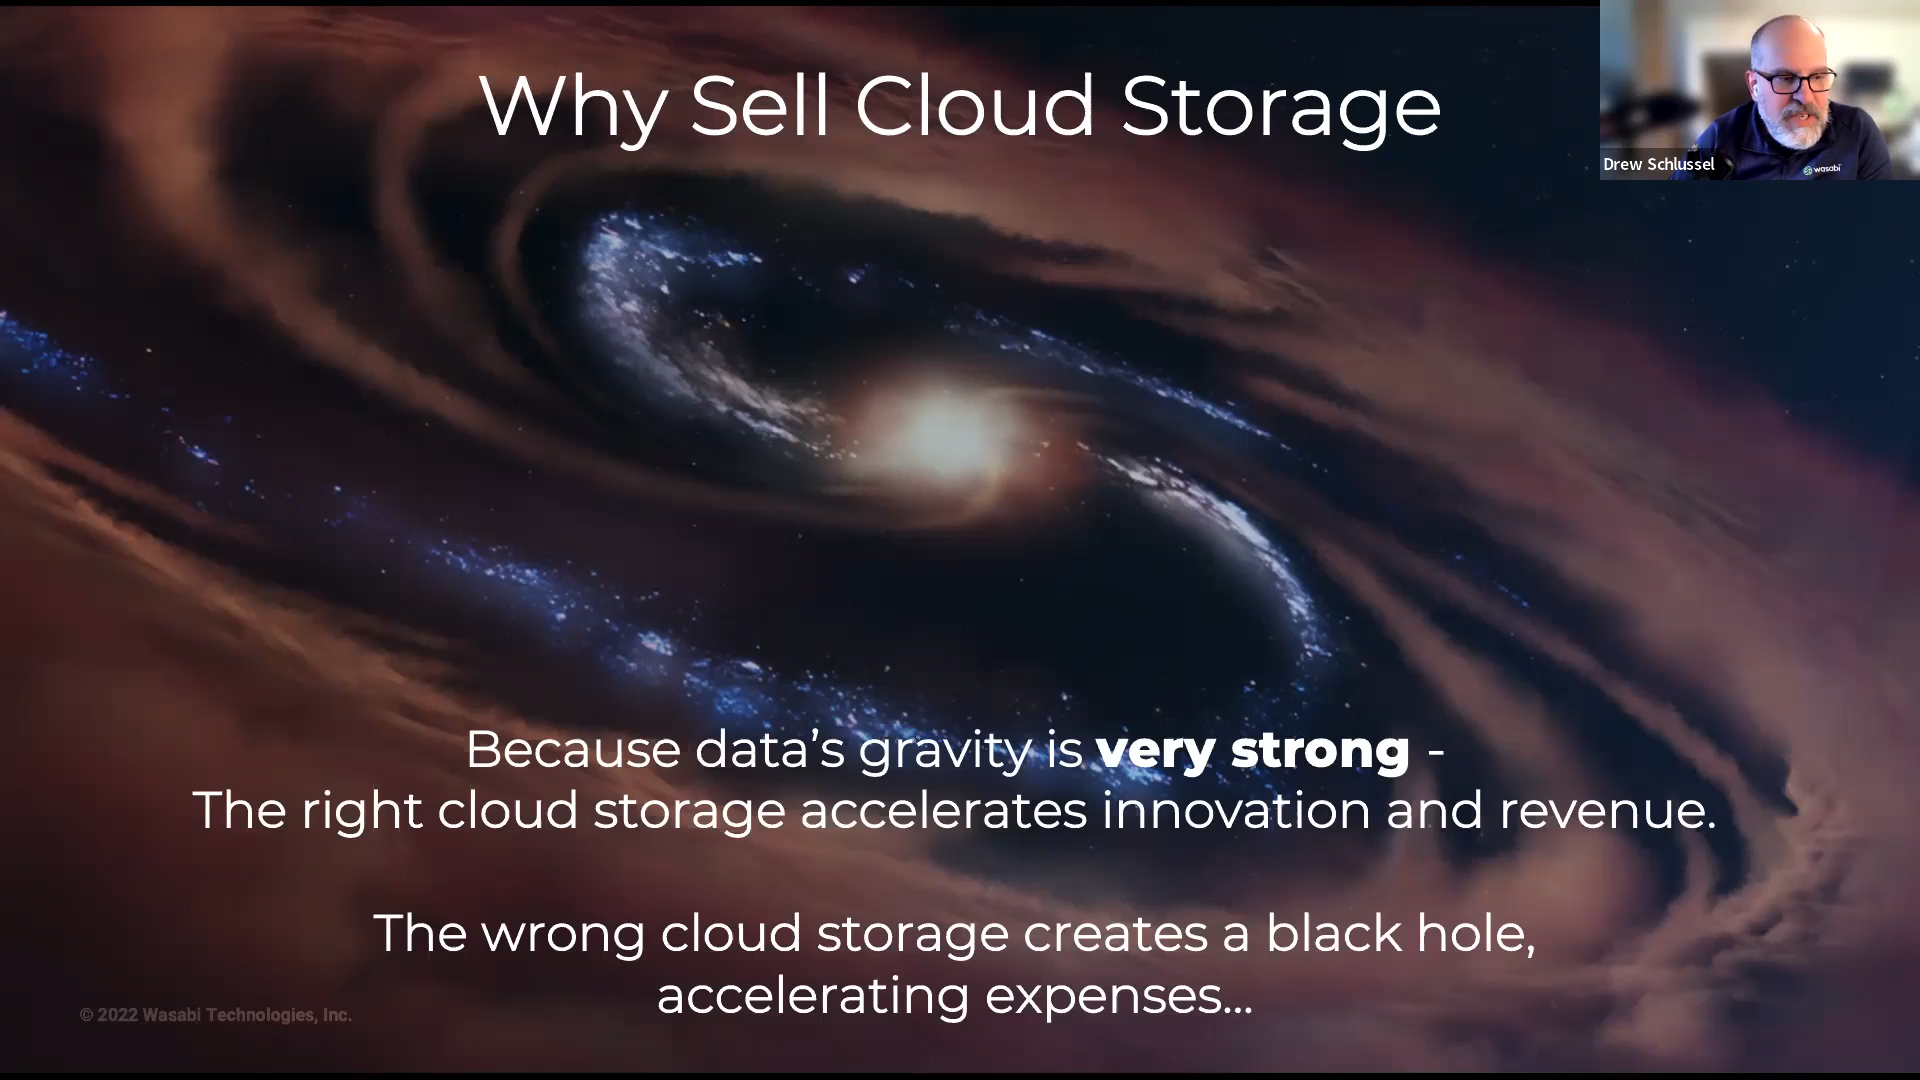 Why Sell Cloud Storage
Drew Schlussel
wasabi
Because data’s gravity is very strong -
The right cloud storage accelerates innovation and revenue.
The wrong cloud storage creates a black hole,
accelerating expenses...
© 2022 Wasabi Technologies, Inc.